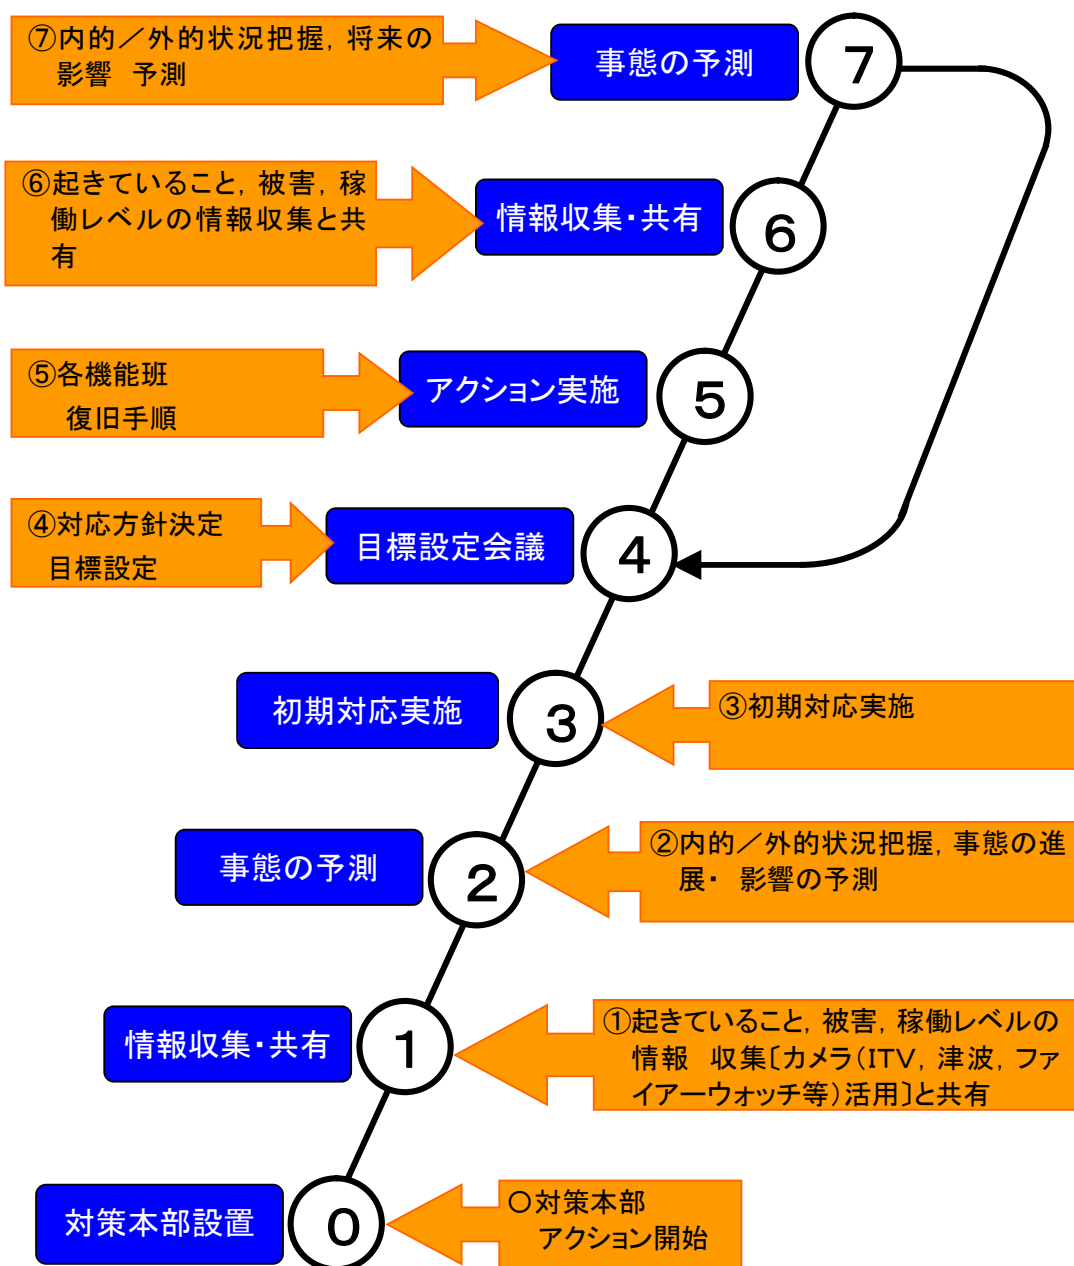 ⑦内的／外的状況把握，将来の
影響　予測
事態の予測
7
⑥起きていること，被害，稼
働レベルの情報収集と共
有
情報収集・共有
6
⑤各機能班
復旧手順
アクション実施
5
④対応方針決定
目標設定
目標設定会議
4
初期対応実施
3
③初期対応実施
事態の予測
2
②内的／外的状況把握，事態の進
展・　影響の予測
情報収集・共有
1
①起きていること，被害，稼働レベルの
情報　収集〔カメラ（ITV，津波，ファ
イアーウォッチ等）活用〕と共有
対策本部設置
0
〇対策本部
アクション開始